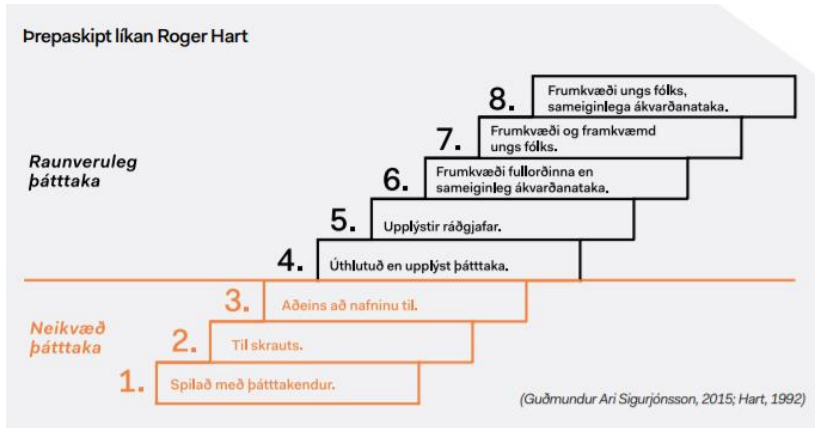 Þrepaskipt líkan Roger Hart
8. Frumkvæði ungs fólks,
sameiginlega ákvarðanataka.
7. Frumkvæði og framkvæmd
ungs fólks.
Raunveruleg
þátttaka
6. Frumkvæði fullorðinna en
sameiginleg ákvarðanataka.
5. Upplýstir ráðgjafar.
4. Úthlutuð en upplýst þátttaka.
3. Aðeins að nafninu til.
Neikvæð
þátttaka
2. Til skrauts.
1. Spilað með þátttakendur.
(Guðmundur Ari Sigurjónsson, 2015; Hart, 1992)